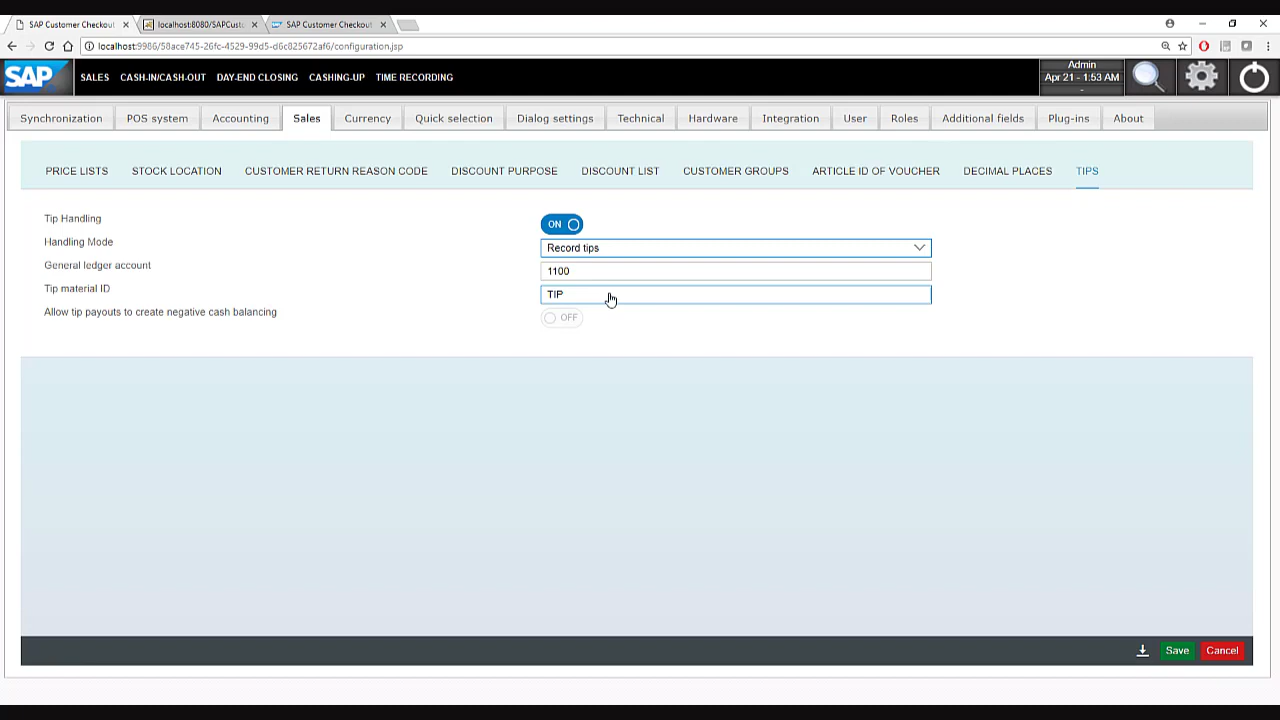 SAP Customer Checkout × localhost:8080/SAPCust × SAP Customer Checkout ×
localhost:9986/58ace745-26fc-4529-99d5-d6c825672af6/configuration.jsp
SAP SALES CASH-IN/CASH-OUT DAY-END CLOSING CASHING-UP TIME RECORDING
Admin
Apr 21 - 1:53 AM
-
Synchronization POS system Accounting Sales Currency Quick selection Dialog settings Technical Hardware Integration User Roles Additional fields Plug-ins About
PRICE LISTS STOCK LOCATION CUSTOMER RETURN REASON CODE DISCOUNT PURPOSE DISCOUNT LIST CUSTOMER GROUPS ARTICLE ID OF VOUCHER DECIMAL PLACES TIPS
Tip Handling ON
Handling Mode Record tips
General ledger account 1100
Tip material ID TIP
Allow tip payouts to create negative cash balancing OFF
Save Cancel